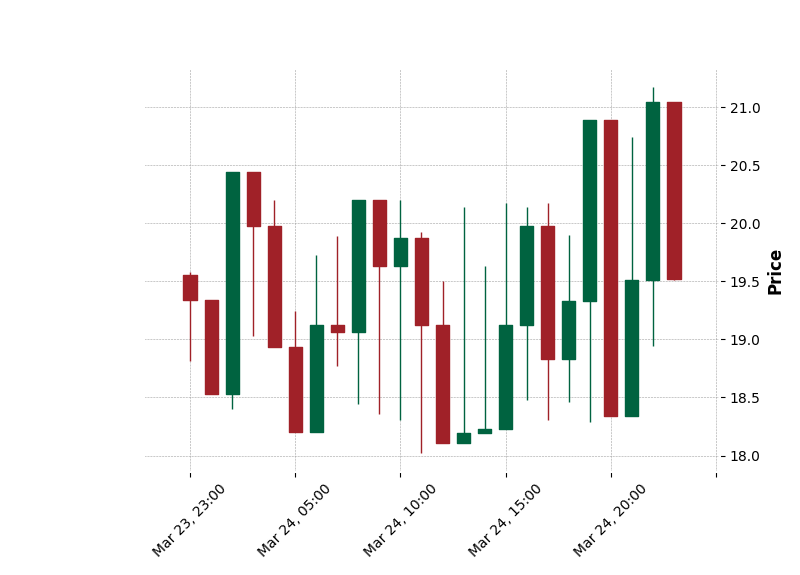 21.0
20.5
20.0
19.5
19.0
18.5
18.0
Price
Mar 23, 23:00
Mar 24, 05:00
Mar 24, 10:00
Mar 24, 15:00
Mar 24, 20:00